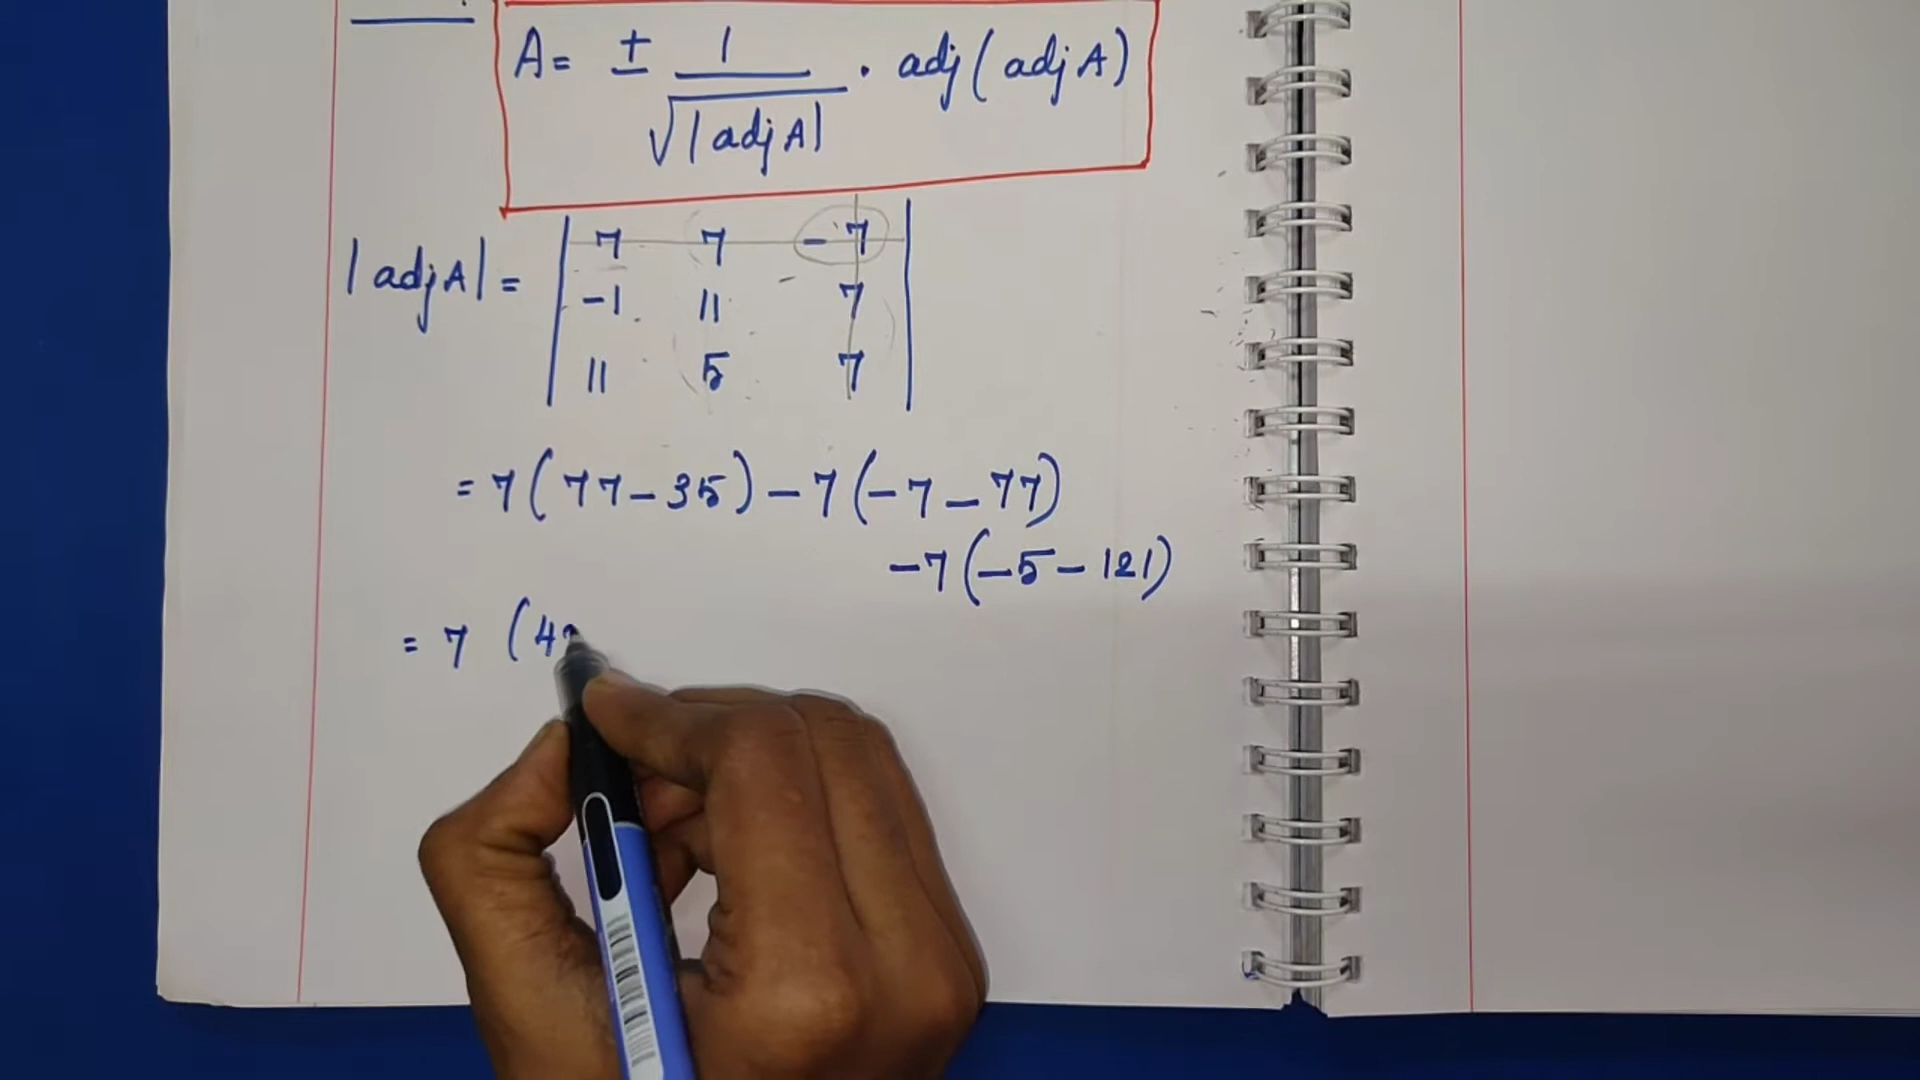 A = ± 1/√|adj A| · adj(adj A)
|adj A| = | 7 7 -7 |
| -1 11 7 |
| 11 5 7 |
= 7(77-35) - 7(-7-77)
-7(-5-121)
= 7 (4